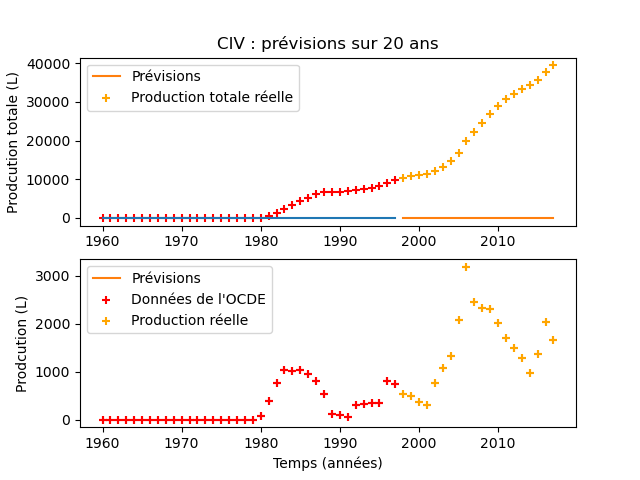 CIV : prévisions sur 20 ans
Prodcution totale (L)
40000
30000
20000
10000
0
Prévisions
Production totale réelle
1960 1970 1980 1990 2000 2010
Prodcution (L)
3000
2000
1000
0
Prévisions
Données de l'OCDE
Production réelle
1960 1970 1980 1990 2000 2010
Temps (années)